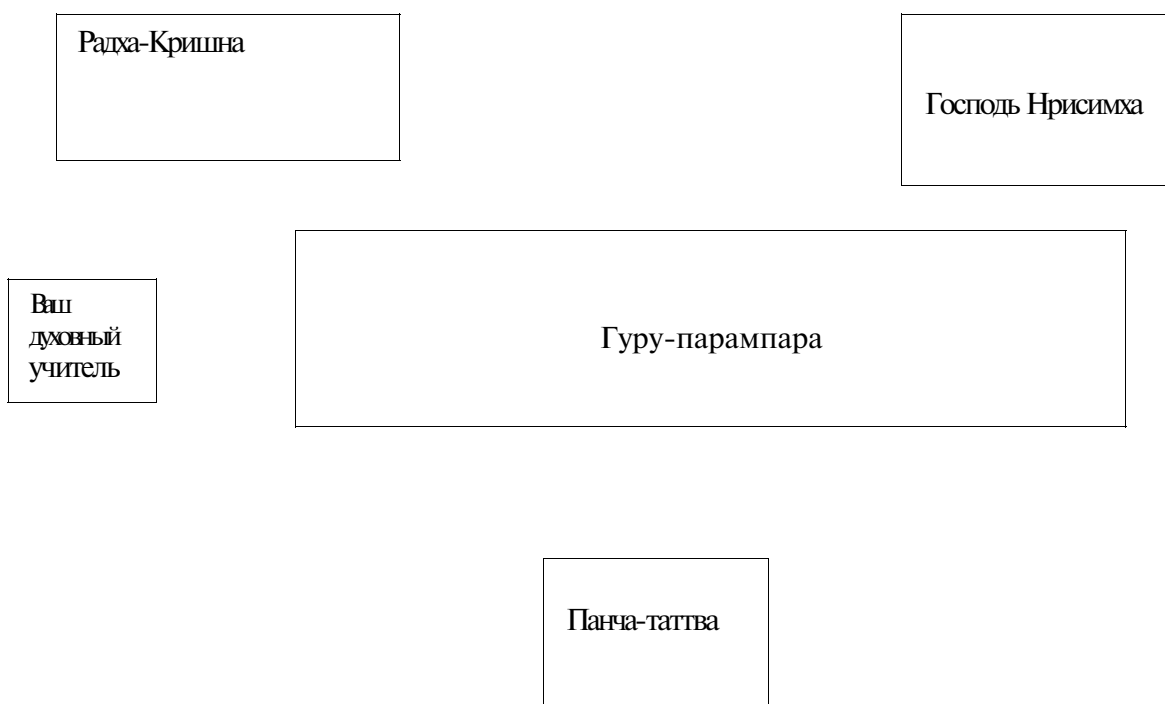 Радха-Кришна
Господь Нрисимха
Ваш
духовный
учитель
Гуру-парампара
Панча-таттва